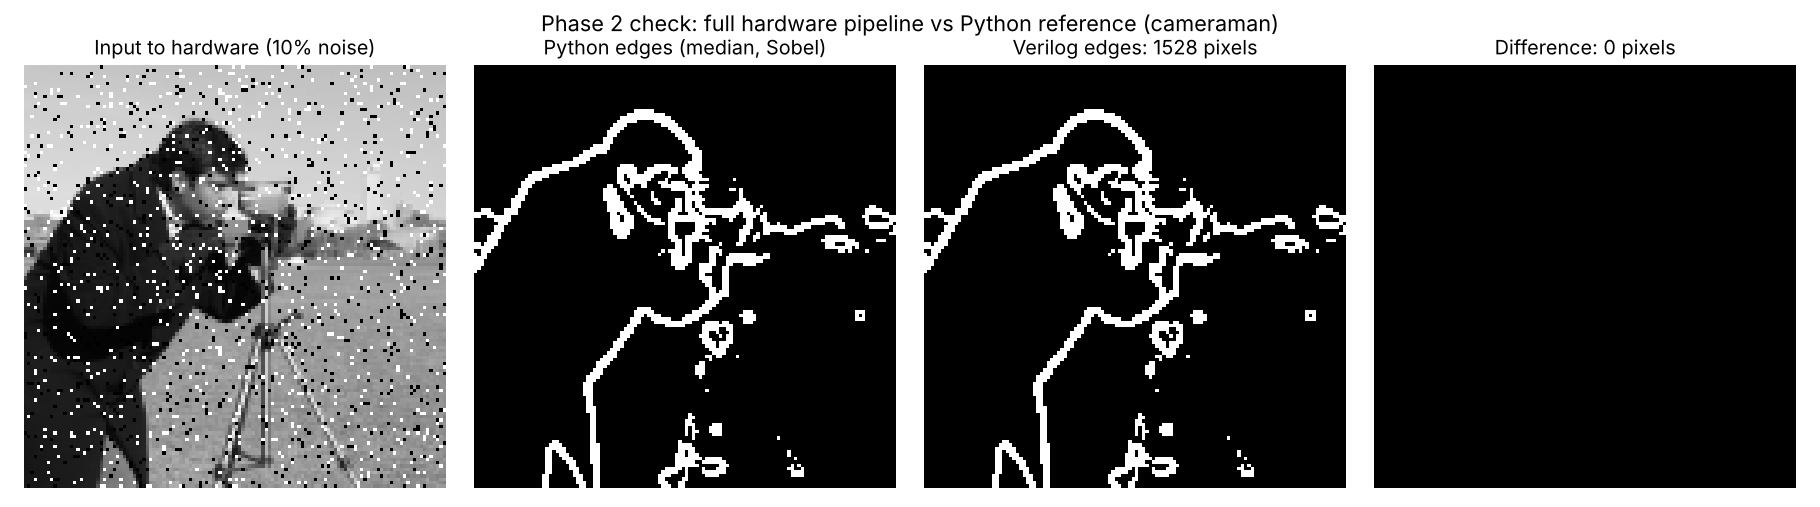 Phase 2 check: full hardware pipeline vs Python reference (cameraman)
Input to hardware (10% noise)
Python edges (median, Sobel)
Verilog edges: 1528 pixels
Difference: 0 pixels